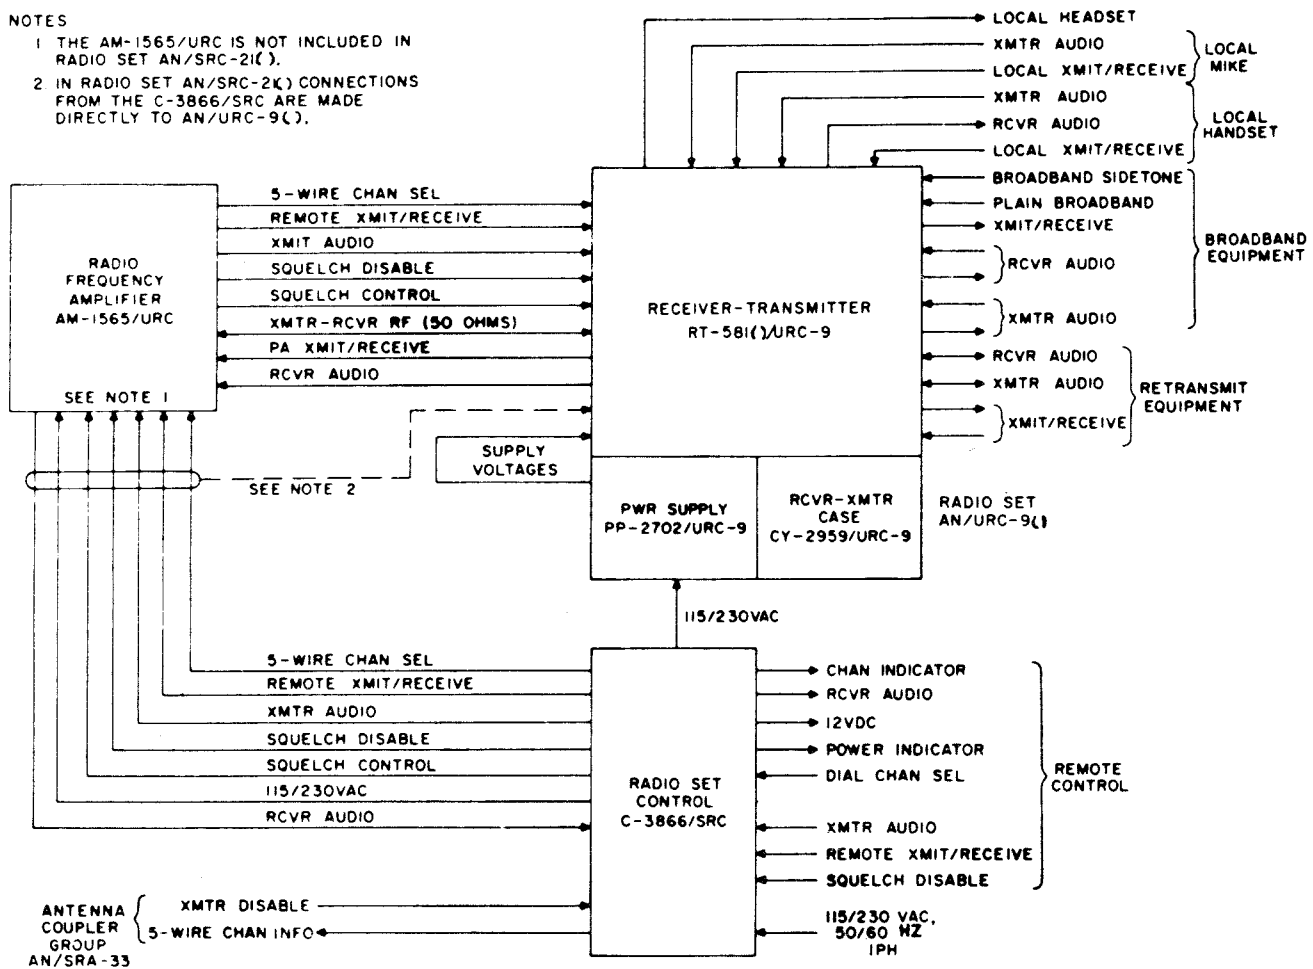 NOTES
1 THE AM-1565/URC IS NOT INCLUDED IN
RADIO SET AN/SRC-21( ).
2. IN RADIO SET AN/SRC-21( ) CONNECTIONS
FROM THE C-3866/SRC ARE MADE
DIRECTLY TO AN/URC-9( ).
LOCAL HEADSET
XMTR AUDIO
LOCAL XMIT/RECEIVE
LOCAL
MIKE
XMTR AUDIO
RCVR AUDIO
LOCAL XMIT/RECEIVE
LOCAL
HANDSET
BROADBAND SIDETONE
PLAIN BROADBAND
XMIT/RECEIVE
RCVR AUDIO
XMTR AUDIO
BROADBAND
EQUIPMENT
RCVR AUDIO
XMTR AUDIO
XMIT/RECEIVE
RETRANSMIT
EQUIPMENT
RADIO
FREQUENCY
AMPLIFIER
AM-1565/URC
SEE NOTE 1
5-WIRE CHAN SEL
REMOTE XMIT/RECEIVE
XMIT AUDIO
SQUELCH DISABLE
SQUELCH CONTROL
XMTR-RCVR RF (50 OHMS)
PA XMIT/RECEIVE
RCVR AUDIO
RECEIVER-TRANSMITTER
RT-581( )/URC-9
SUPPLY
VOLTAGES
SEE NOTE 2
PWR SUPPLY
PP-2702/URC-9
RCVR-XMTR
CASE
CY-2959/URC-9
RADIO SET
AN/URC-9( )
115/230VAC
5-WIRE CHAN SEL
REMOTE XMIT/RECEIVE
XMTR AUDIO
SQUELCH DISABLE
SQUELCH CONTROL
115/230VAC
RCVR AUDIO
RADIO SET
CONTROL
C-3866/SRC
CHAN INDICATOR
RCVR AUDIO
12VDC
POWER INDICATOR
DIAL CHAN SEL
XMTR AUDIO
REMOTE XMIT/RECEIVE
SQUELCH DISABLE
REMOTE
CONTROL
115/230 VAC,
50/60 HZ
1PH
ANTENNA
COUPLER
GROUP
AN/SRA-33
XMTR DISABLE
5-WIRE CHAN INFO